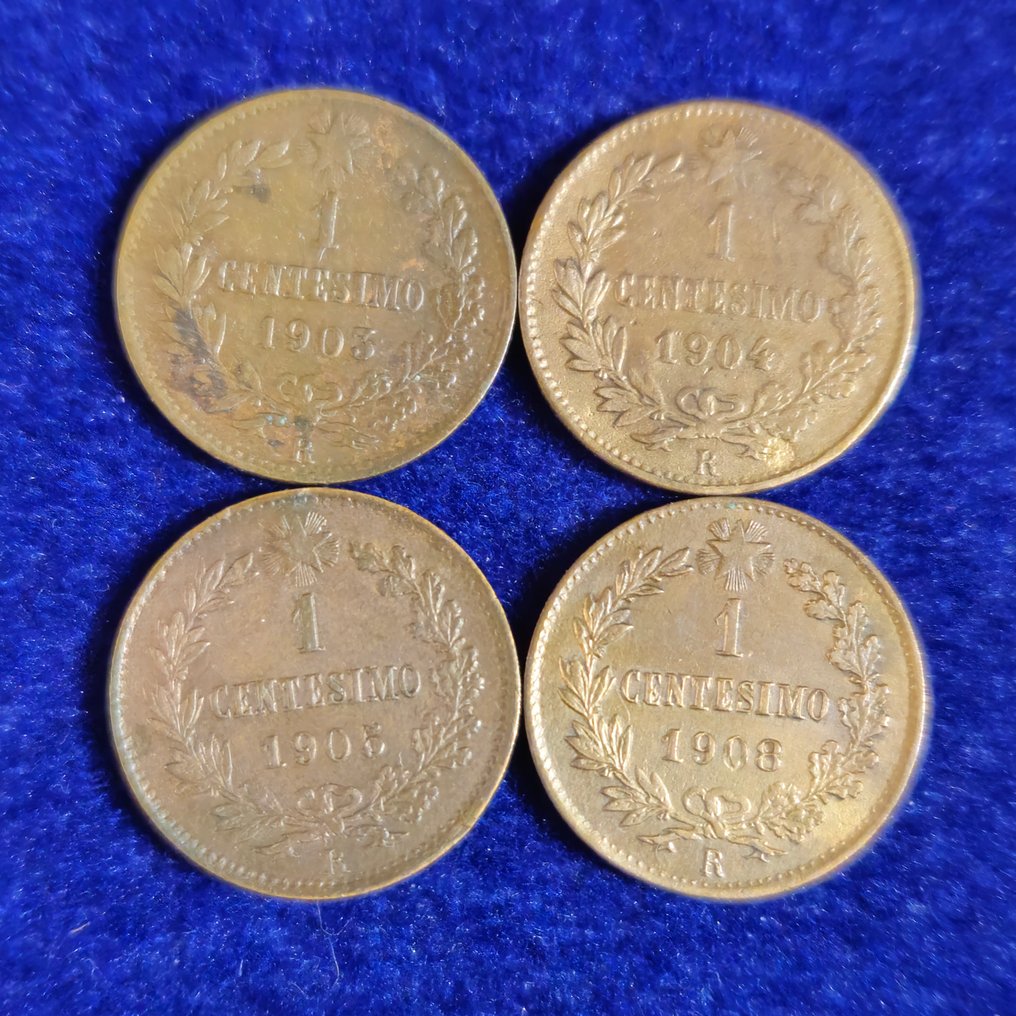 1
CENTESIMO
1903
R
1
CENTESIMO
1904
R
1
CENTESIMO
1905
R
1
CENTESIMO
1908
R